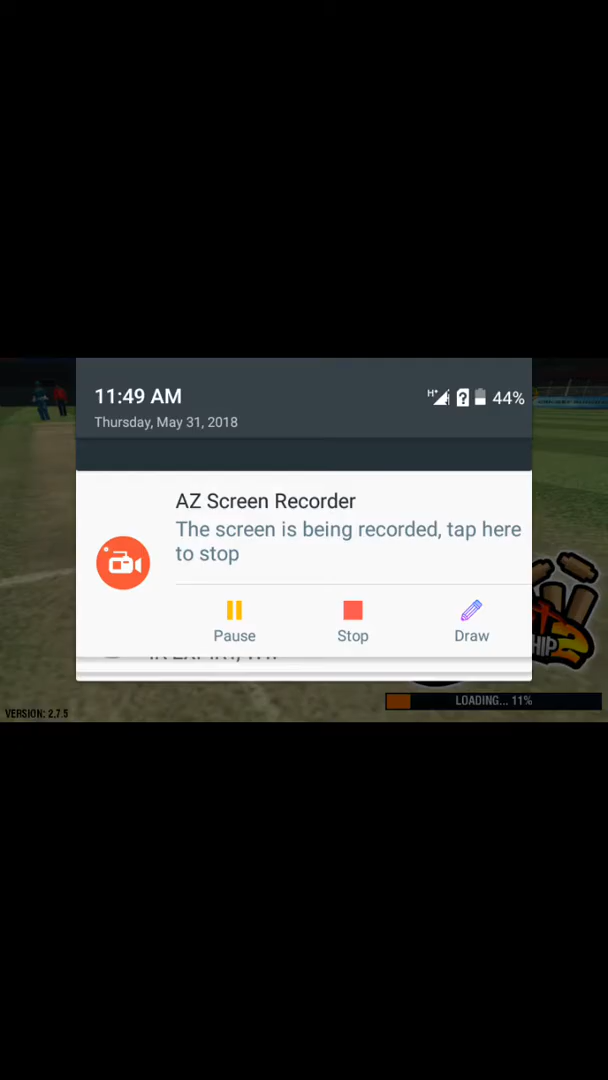 11:49 AM
H+
?
44%
Thursday, May 31, 2018
AZ Screen Recorder
The screen is being recorded, tap here
to stop
Pause
Stop
Draw
HIP2
LOADING... 11%
VERSION: 2.7.5